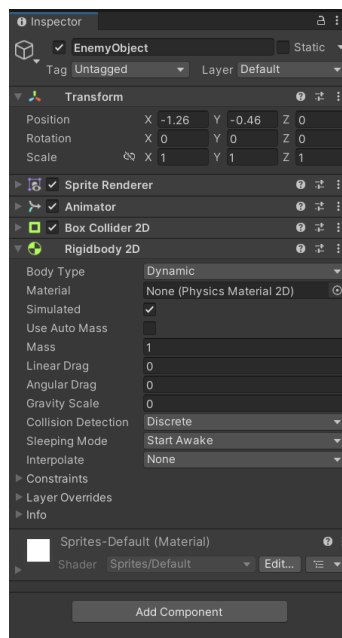 Inspector
EnemyObject Static
Tag Untagged Layer Default
Transform
Position X -1.26 Y -0.46 Z 0
Rotation X 0 Y 0 Z 0
Scale X 1 Y 1 Z 1
Sprite Renderer
Animator
Box Collider 2D
Rigidbody 2D
Body Type Dynamic
Material None (Physics Material 2D)
Simulated
Use Auto Mass
Mass 1
Linear Drag 0
Angular Drag 0
Gravity Scale 0
Collision Detection Discrete
Sleeping Mode Start Awake
Interpolate None
Constraints
Layer Overrides
Info
Sprites-Default (Material)
Shader Sprites/Default Edit...
Add Component